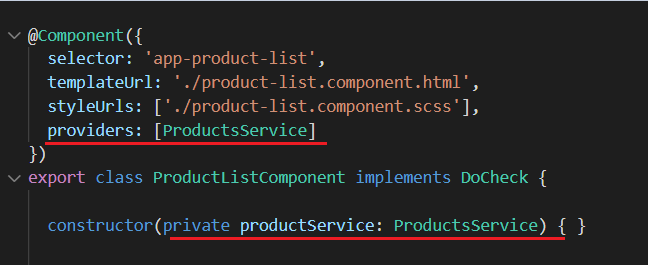 @Component({
selector: 'app-product-list',
templateUrl: './product-list.component.html',
styleUrls: ['./product-list.component.scss'],
providers: [ProductsService]
})
export class ProductListComponent implements DoCheck {
constructor(private productService: ProductsService) { }